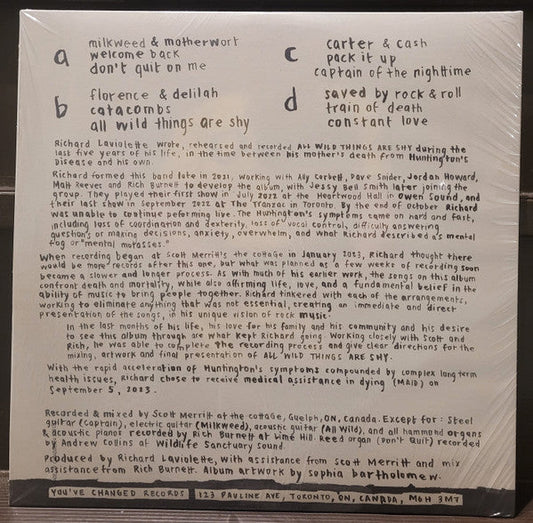 a
milkweed & motherwort
welcome back
don't quit on me
b
florence & delilah
catacombs
all wild things are shy
c
carter & cash
pack it up
captain of the nighttime
d
saved by rock & roll
train of death
constant love
Richard Laviolette wrote, rehearsed and recorded ALL WILD THINGS ARE SHY during the
last five years of his life, in the time between his mother's death from Huntington's
Disease and his own.
Richard formed this band late in 2021, working with Ally Corbett, Dave Snider, Jordan Howard,
Matt Reeves and Rich Burnett to develop the album, with Jessy Bell Smith later joining the
group. They played their first show in July 2022 at the Heartwood Hall in Owen Sound, and
their last show in September 2022 at The Tranzac in Toronto. By the end of October Richard
was unable to continue peforming live. The Huntington's symptoms came on hard and fast,
including loss of coordination and dexterity, loss of vocal control, difficulty answering
questions or making decisions, anxiety, overwhelm, and what Richard described as mental
fog or "mental molasses."
When recording began at Scott Merritt's the cottage in January 2023, Richard thought there
would be more records after this one, but what was planned as a few weeks of recording soon
became a slower and longer process. As with much of his earlier work, the songs on this album
confront death and mortality, while also affirming life, love, and a fundamental belief in the
ability of music to bring people together. Richard tinkered with each of the arrangements,
working to eliminate anything that was not essential, creating an immediate and direct
presentation of the songs, in his unique vision of rock music.
In the last months of his life, his love for his family and his community and his desire
to see this album through are what kept Richard going. Working closely with Scott and
Rich, he was able to complete the recording process and give clear directions for the
mixing, artwork and final presentation of ALL WILD THINGS ARE SHY.
With the rapid acceleration of Huntington's symptoms compounded by complex long term
health issues, Richard chose to receive medical assistance in dying (MAID) on
September 5, 2023.
Recorded & mixed by Scott Merritt at the cottage, Guelph, ON, Canada. Except for: Steel
guitar (Captain), electric guitar (Milkweed), acoustic guitar (All Wild), and all hammond organs
& acoustic pianos recorded by Rich Burnett at Lime Hill. Reed organ (Don't Quit) recorded
by Andrew Collins at Wildlife Sanctuary Sound.
Produced by Richard Laviolette, with assistance from Scott Merritt and mix
assistance from Rich Burnett. Album artwork by sophia bartholomew.
YOU'VE CHANGED RECORDS 123 PAULINE AVE, TORONTO, ON, CANADA, M6H 3M7